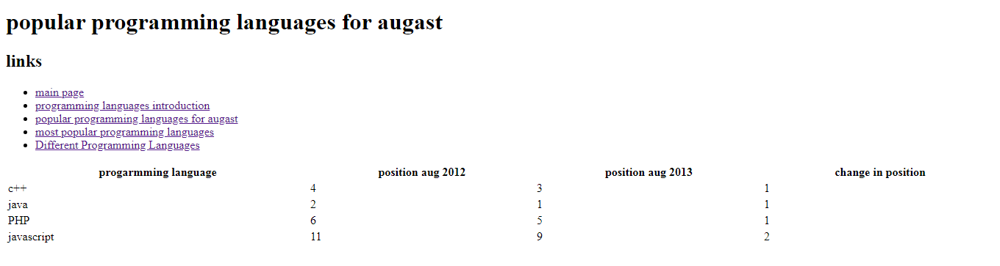 popular programming languages for augast
links
main page
programming languages introduction
popular programming languages for augast
most popular programming languages
Different Programming Languages
progarmming language position aug 2012 position aug 2013 change in position
c++ 4 3 1
java 2 1 1
PHP 6 5 1
javascript 11 9 2